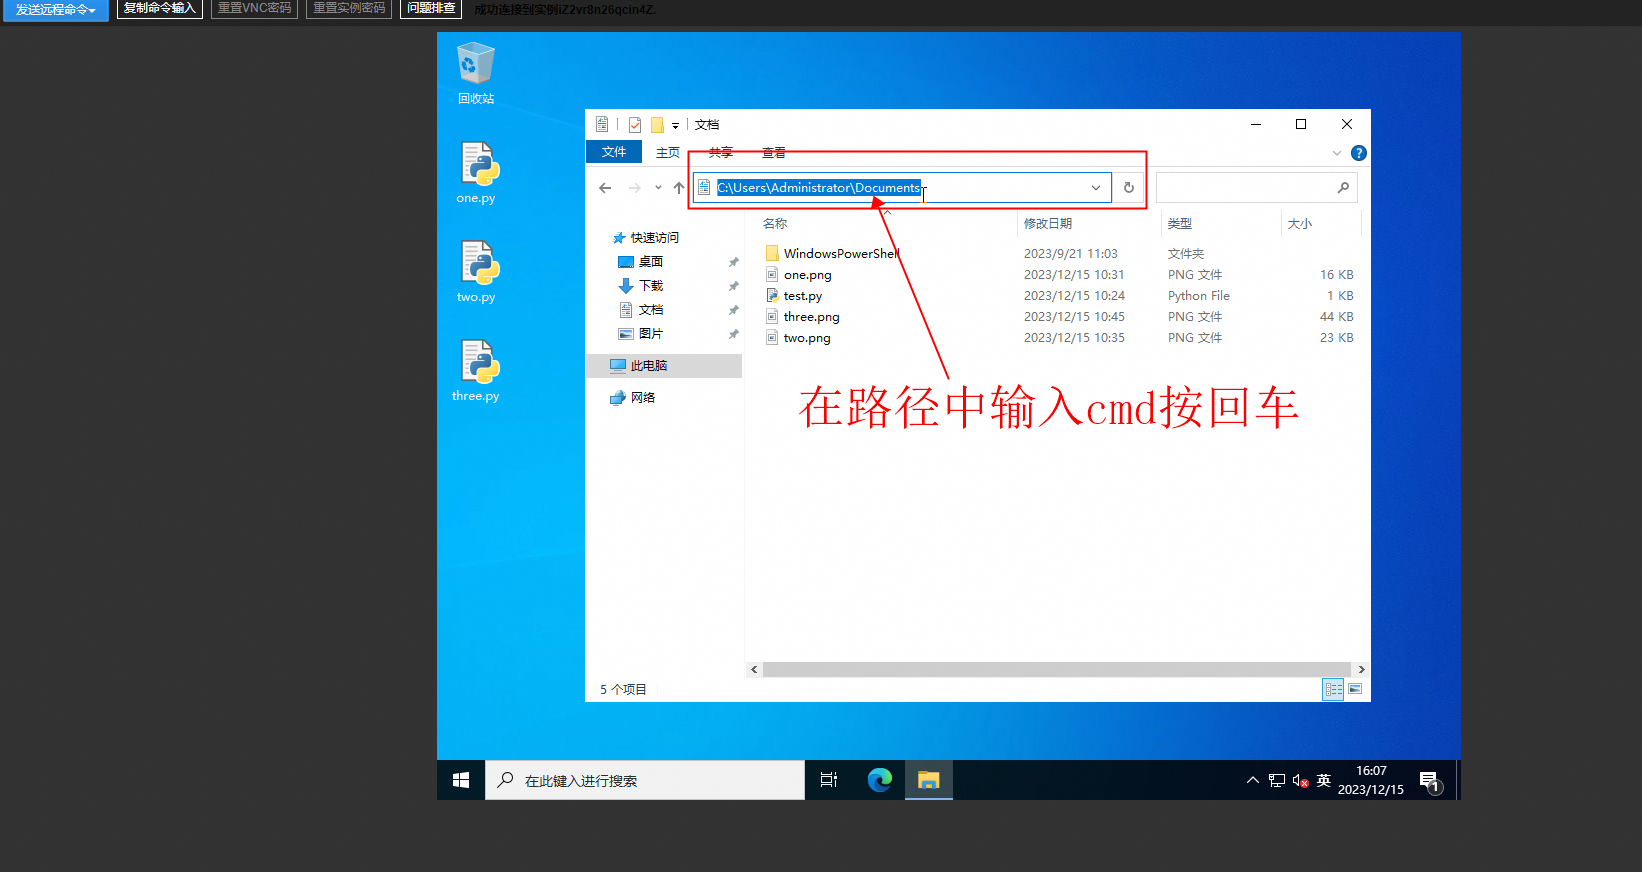 发送远程命令 复制命令输入 重置VNC密码 重置实例密码 问题排查 成功连接到实例iZ2vr8n26qcin4Z.
回收站
one.py
two.py
three.py
文档
文件 主页 共享 查看
C:\Users\Administrator\Documents
名称 修改日期 类型 大小
快速访问
桌面
下载
文档
图片
此电脑
网络
WindowsPowerShell 2023/9/21 11:03 文件夹
one.png 2023/12/15 10:31 PNG 文件 16 KB
test.py 2023/12/15 10:24 Python File 1 KB
three.png 2023/12/15 10:45 PNG 文件 44 KB
two.png 2023/12/15 10:35 PNG 文件 23 KB
在路径中输入cmd按回车
5 个项目
在此键入进行搜索
英
16:07
2023/12/15
1